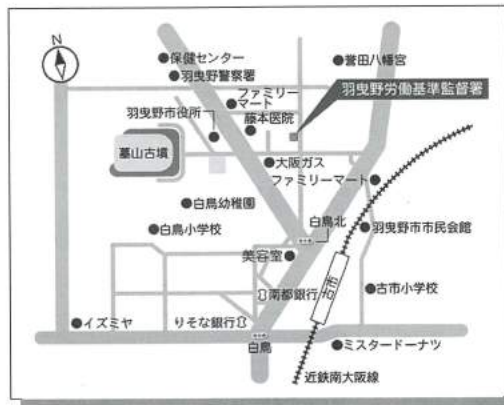 N
保健センター
誉田八幡宮
羽曳野警察署
ファミリー
マート
羽曳野労働基準監督署
羽曳野市役所
藤本医院
墓山古墳
大阪ガス
ファミリーマート
白鳥幼稚園
白鳥北
白鳥小学校
羽曳野市市民会館
美容室
古市
南都銀行
古市小学校
イズミヤ
りそな銀行
白鳥
ミスタードーナツ
近鉄南大阪線